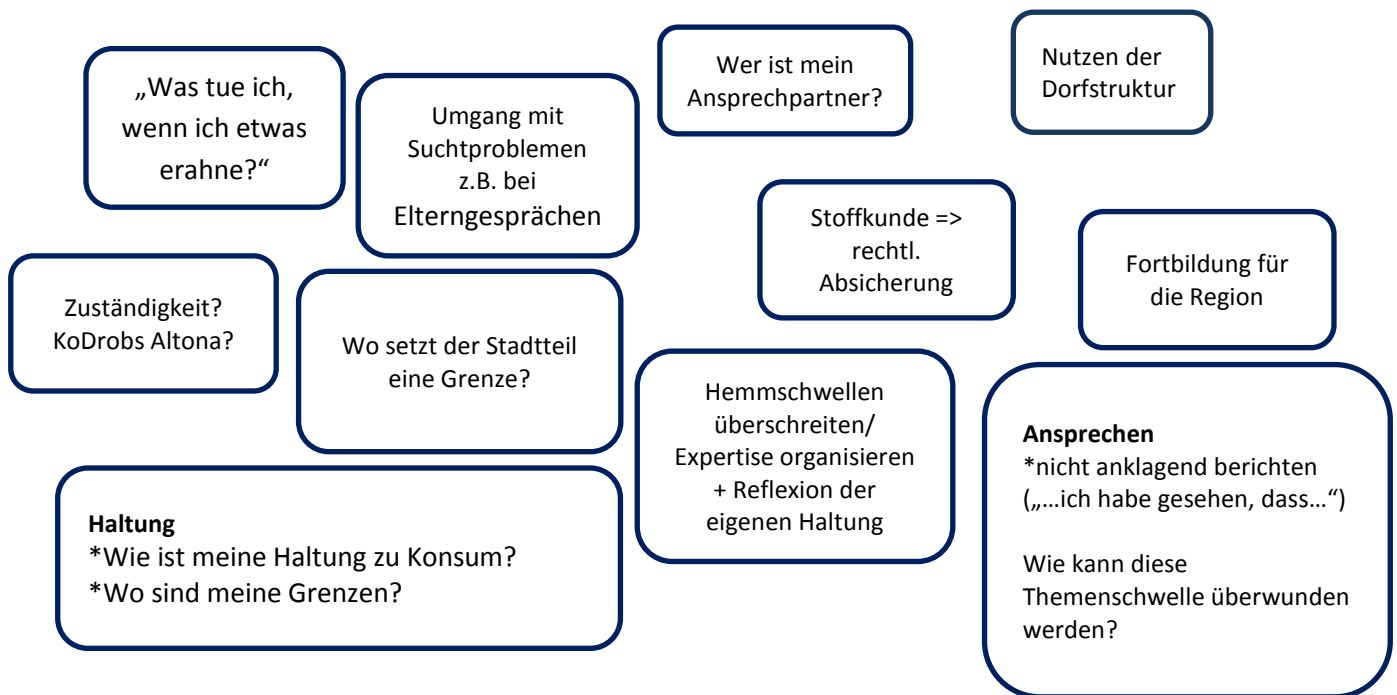 „Was tue ich,
wenn ich etwas
erahne?“
Umgang mit
Suchtproblemen
z.B. bei
Elterngesprächen
Wer ist mein
Ansprechpartner?
Nutzen der
Dorfstruktur
Zuständigkeit?
KoDrobs Altona?
Wo setzt der Stadtteil
eine Grenze?
Stoffkunde =>
rechtl.
Absicherung
Fortbildung für
die Region
Haltung
*Wie ist meine Haltung zu Konsum?
*Wo sind meine Grenzen?
Hemmschwellen
überschreiten/
Expertise organisieren
+ Reflexion der
eigenen Haltung
Ansprechen
*nicht anklagend berichten
(„…ich habe gesehen, dass…“)
Wie kann diese
Themenschwelle überwunden
werden?